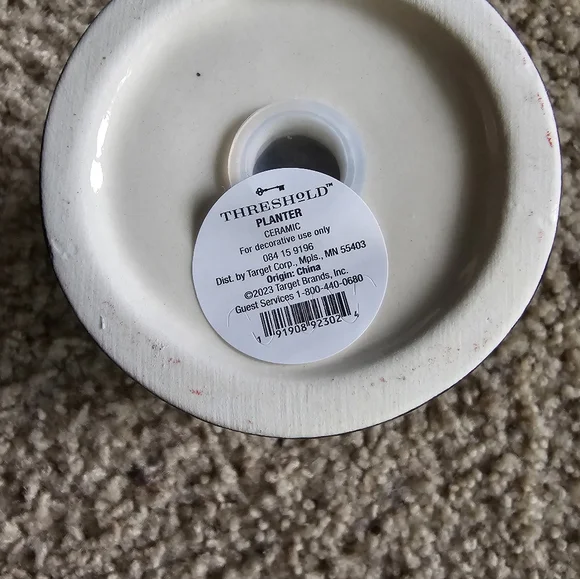 THRESHOLD™
PLANTER
CERAMIC
For decorative use only
084 15 9196
Dist. by Target Corp., Mpls., MN 55403
Origin: China
©2023 Target Brands, Inc.
Guest Services 1-800-440-0680
1 91908 92302 4